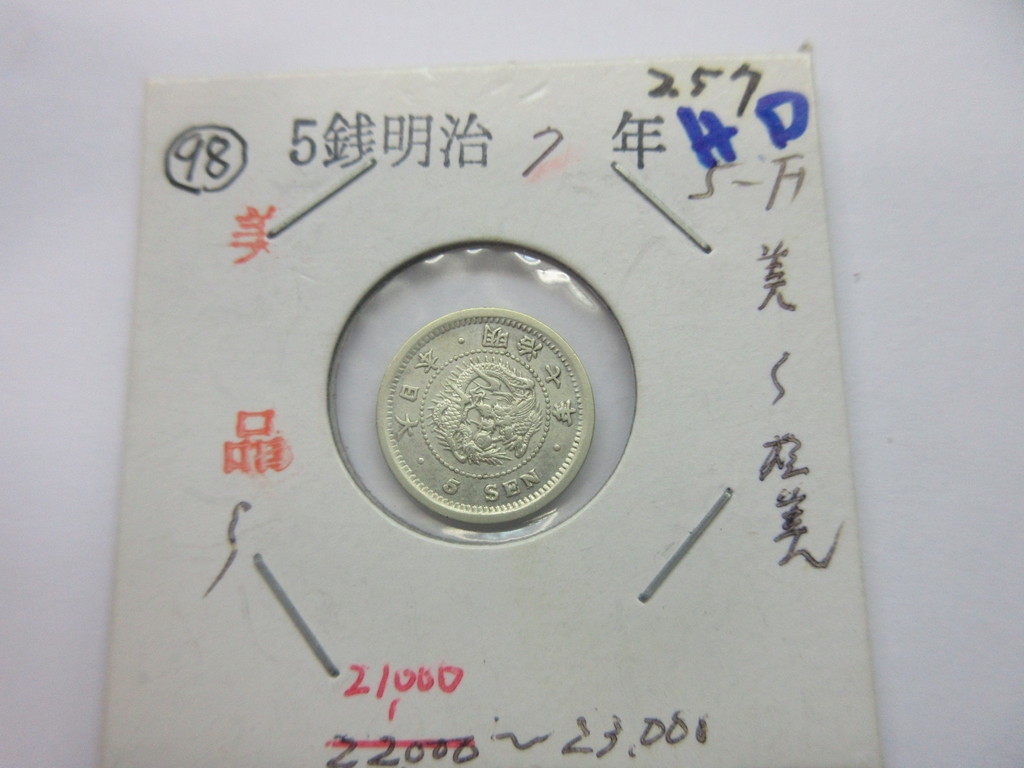 257
98 5銭明治 7 年 H D
5-万
美品〜
美〜極美
大日本・明治七年・
5 SEN
21,000
22000〜23,000